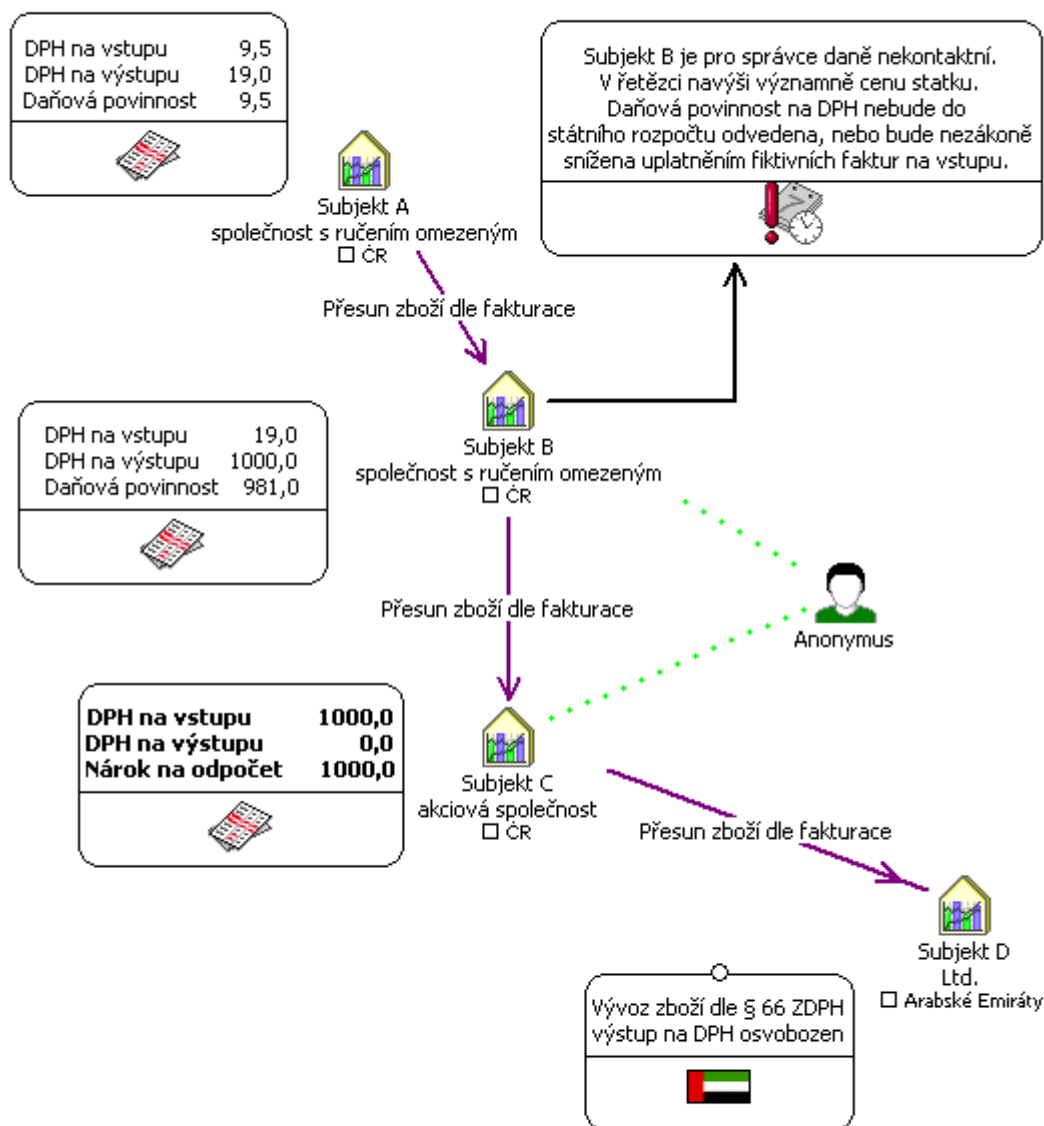 DPH na vstupu 9,5
DPH na výstupu 19,0
Daňová povinnost 9,5
Subjekt B je pro správce daně nekontaktní.
V řetězci navýši významně cenu statku.
Daňová povinnost na DPH nebude do
státního rozpočtu odvedena, nebo bude nezákoně
snížena uplatněním fiktivních faktur na vstupu.
Subjekt A
společnost s ručením omezeným
ČR
Přesun zboží dle fakturace
DPH na vstupu 19,0
DPH na výstupu 1000,0
Daňová povinnost 981,0
Subjekt B
společnost s ručením omezeným
ČR
Přesun zboží dle fakturace
Anonymus
DPH na vstupu 1000,0
DPH na výstupu 0,0
Nárok na odpočet 1000,0
Subjekt C
akciová společnost
ČR
Přesun zboží dle fakturace
Subjekt D
Ltd.
Arabské Emiráty
Vývoz zboží dle § 66 ZDPH
výstup na DPH osvobozen